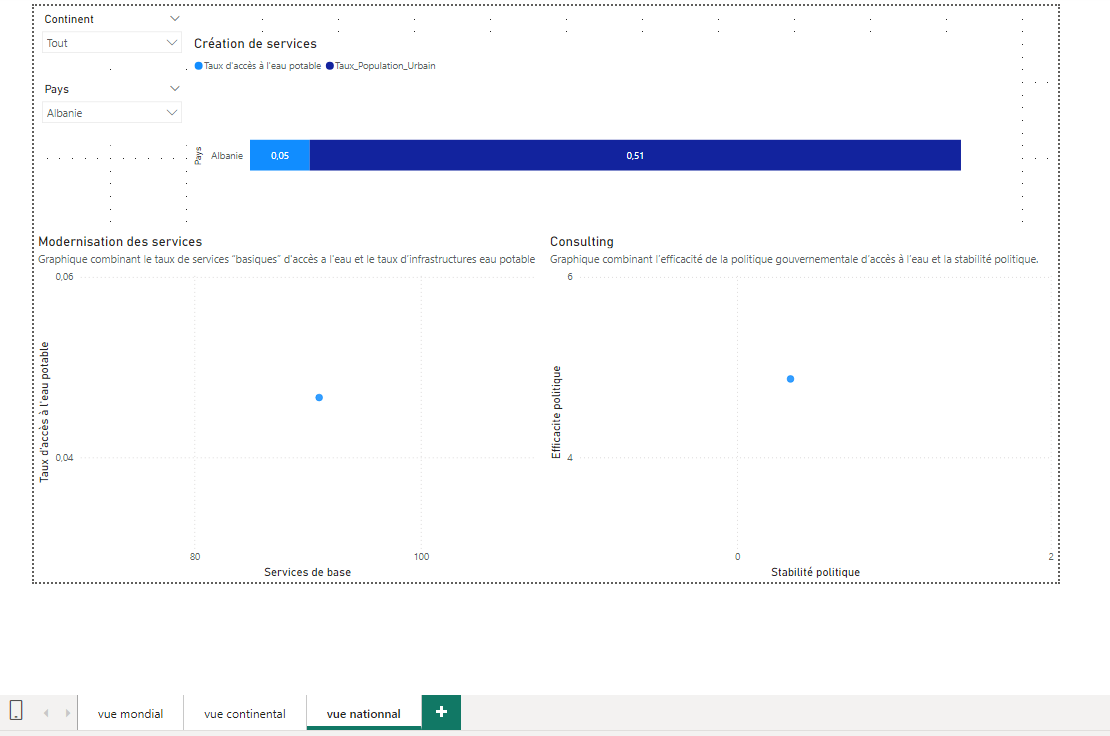 Continent
Tout
Pays
Albanie
Création de services
Taux d'accès à l'eau potable Taux_Population_Urbain
Pays
Albanie
0,05
0,51
Modernisation des services
Graphique combinant le taux de services "basiques" d'accès a l'eau et le taux d'infrastructures eau potable
Taux d'accès à l'eau potable
0,06
0,04
80
100
Services de base
Consulting
Graphique combinant l'efficacité de la politique gouvernementale d'accès à l'eau et la stabilité politique.
Efficacite politique
6
4
0
2
Stabilité politique
vue mondial
vue continental
vue nationnal